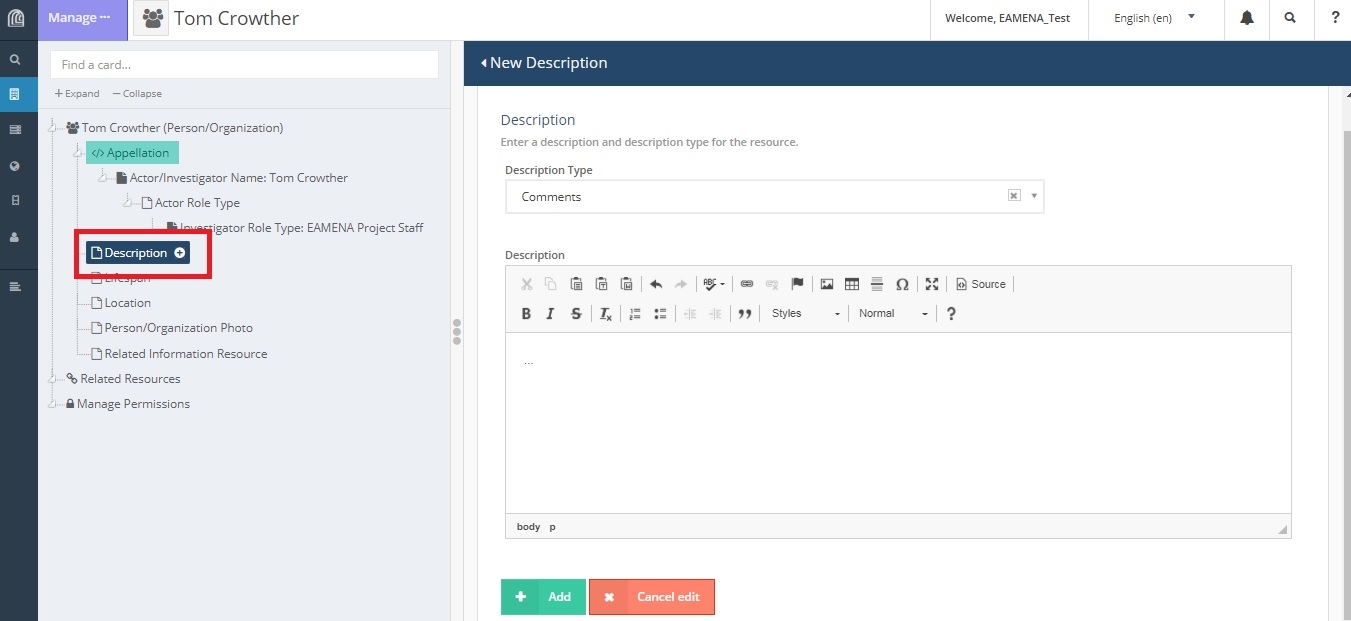 Manage
Tom Crowther
Welcome, EAMENA_Test
English (en)
?
Find a card...
+ Expand
− Collapse
New Description
Tom Crowther (Person/Organization)
</> Appellation
Actor/Investigator Name: Tom Crowther
Actor Role Type
Investigator Role Type: EAMENA Project Staff
Description
Lifespan
Location
Person/Organization Photo
Related Information Resource
Related Resources
Manage Permissions
Description
Enter a description and description type for the resource.
Description Type
Comments
Description
ABC
Ω
Source
B
I
S
Tx
Styles
Normal
?
...
body p
+ Add
Cancel edit